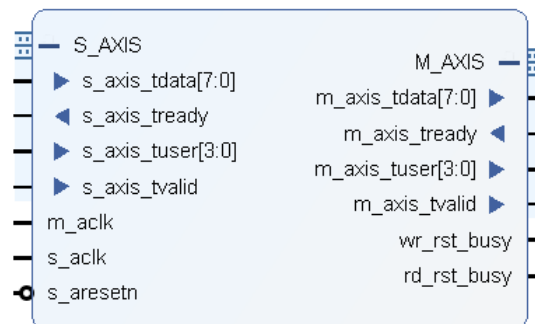 S_AXIS
s_axis_tdata[7:0]
s_axis_tready
s_axis_tuser[3:0]
s_axis_tvalid
m_aclk
s_aclk
s_aresetn
M_AXIS
m_axis_tdata[7:0]
m_axis_tready
m_axis_tuser[3:0]
m_axis_tvalid
wr_rst_busy
rd_rst_busy